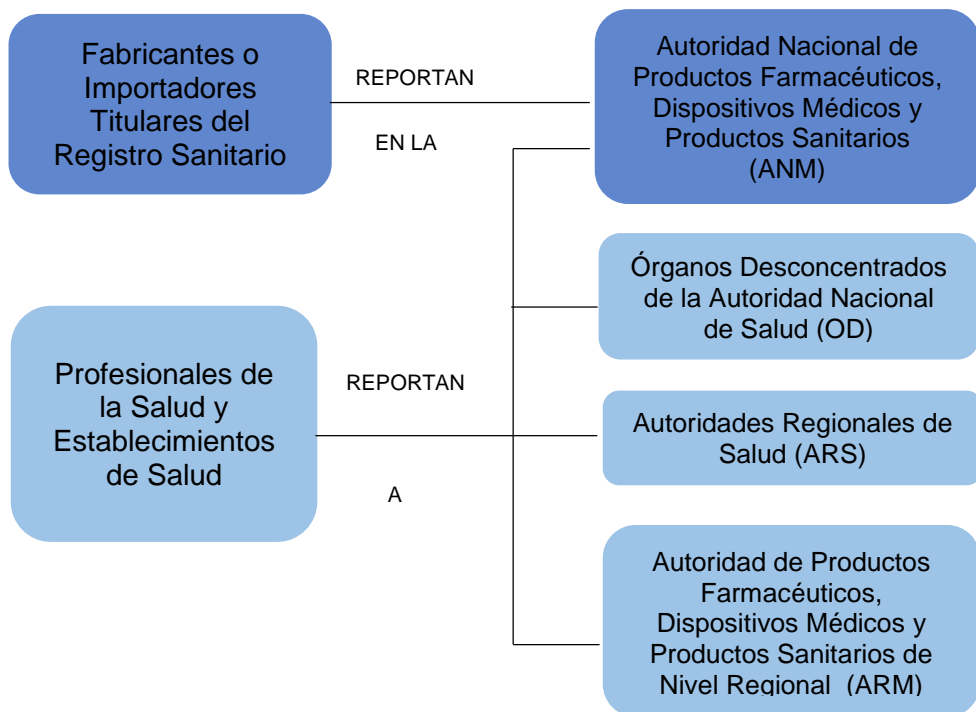 Fabricantes o
Importadores
Titulares del
Registro Sanitario
REPORTAN
EN LA
Autoridad Nacional de
Productos Farmacéuticos,
Dispositivos Médicos y
Productos Sanitarios
(ANM)
Órganos Desconcentrados
de la Autoridad Nacional
de Salud (OD)
Profesionales de
la Salud y
Establecimientos
de Salud
REPORTAN
A
Autoridades Regionales de
Salud (ARS)
Autoridad de Productos
Farmacéuticos,
Dispositivos Médicos y
Productos Sanitarios de
Nivel Regional (ARM)